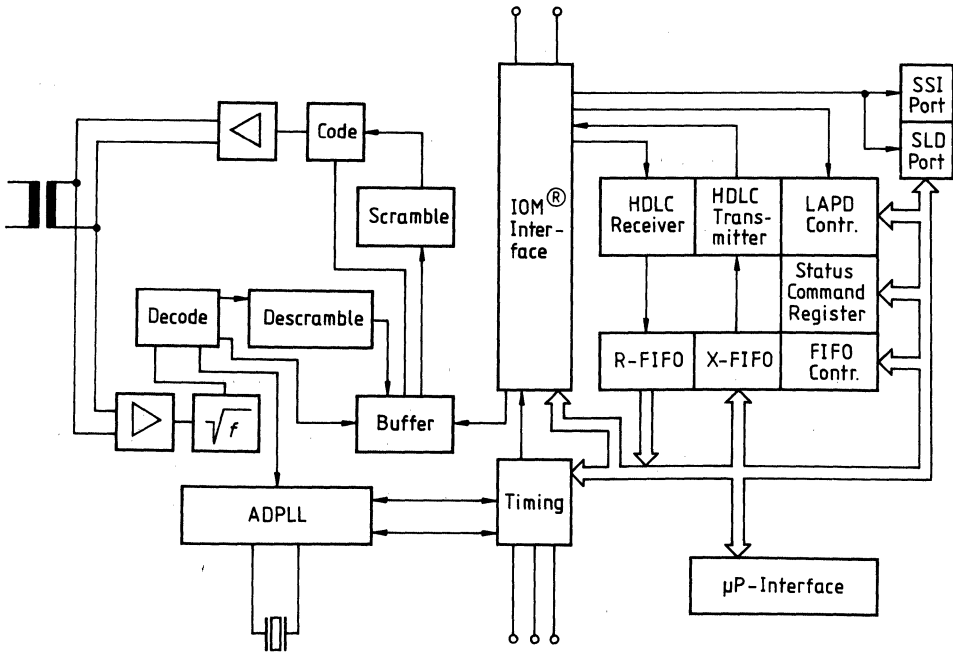 SSI
Port
SLD
Port
Code
Scramble
IOM®
Inter-
face
HDLC
Receiver
HDLC
Trans-
mitter
LAPD
Contr.
Status
Command
Register
Decode
Descramble
R-FIFO
X-FIFO
FIFO
Contr.
√f
Buffer
ADPLL
Timing
µP-Interface